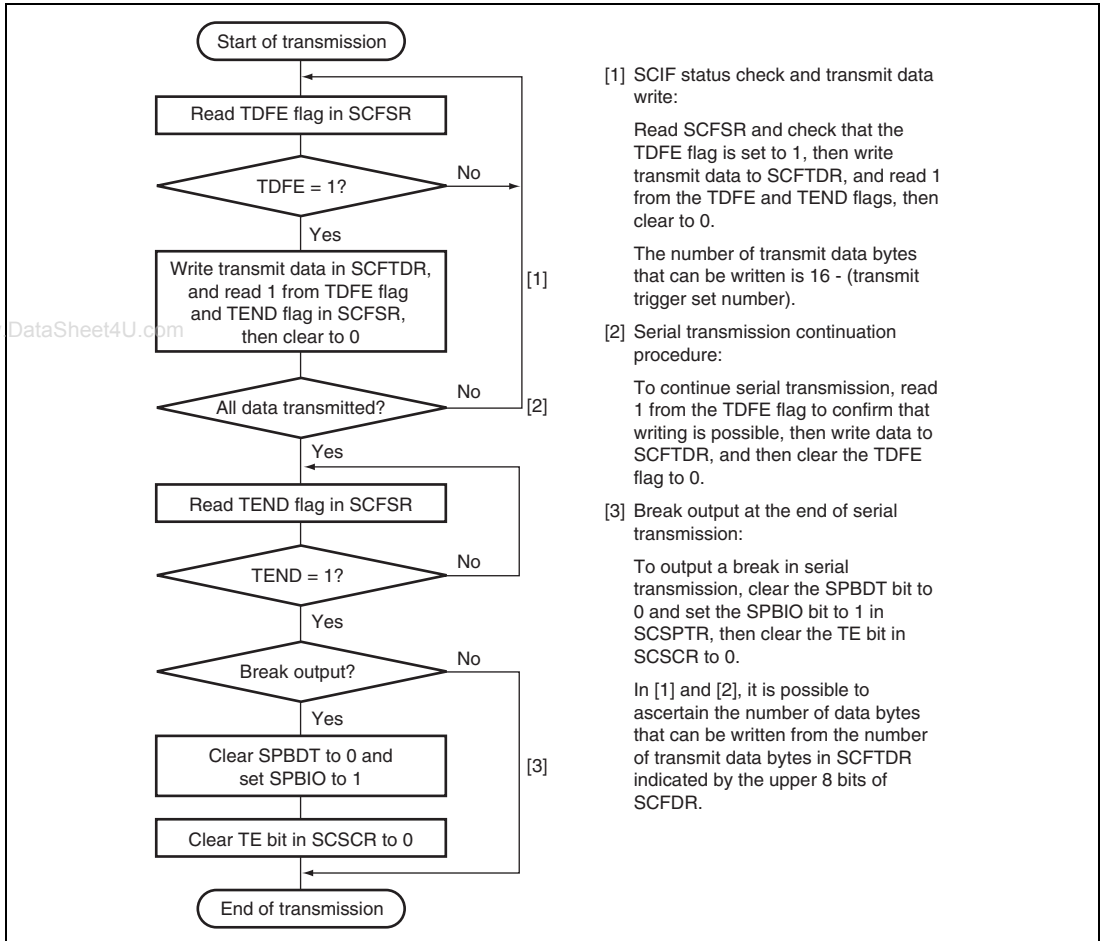 Start of transmission
Read TDFE flag in SCFSR
TDFE = 1?
No
Yes
Write transmit data in SCFTDR,
and read 1 from TDFE flag
and TEND flag in SCFSR,
then clear to 0
[1]
DataSheet4U.com
All data transmitted?
No
[2]
Yes
Read TEND flag in SCFSR
TEND = 1?
No
Yes
Break output?
No
Yes
Clear SPBDT to 0 and
set SPBIO to 1
[3]
Clear TE bit in SCSCR to 0
End of transmission
[1] SCIF status check and transmit data
write:
Read SCFSR and check that the
TDFE flag is set to 1, then write
transmit data to SCFTDR, and read 1
from the TDFE and TEND flags, then
clear to 0.
The number of transmit data bytes
that can be written is 16 - (transmit
trigger set number).
[2] Serial transmission continuation
procedure:
To continue serial transmission, read
1 from the TDFE flag to confirm that
writing is possible, then write data to
SCFTDR, and then clear the TDFE
flag to 0.
[3] Break output at the end of serial
transmission:
To output a break in serial
transmission, clear the SPBDT bit to
0 and set the SPBIO bit to 1 in
SCSPTR, then clear the TE bit in
SCSCR to 0.
In [1] and [2], it is possible to
ascertain the number of data bytes
that can be written from the number
of transmit data bytes in SCFTDR
indicated by the upper 8 bits of
SCFDR.